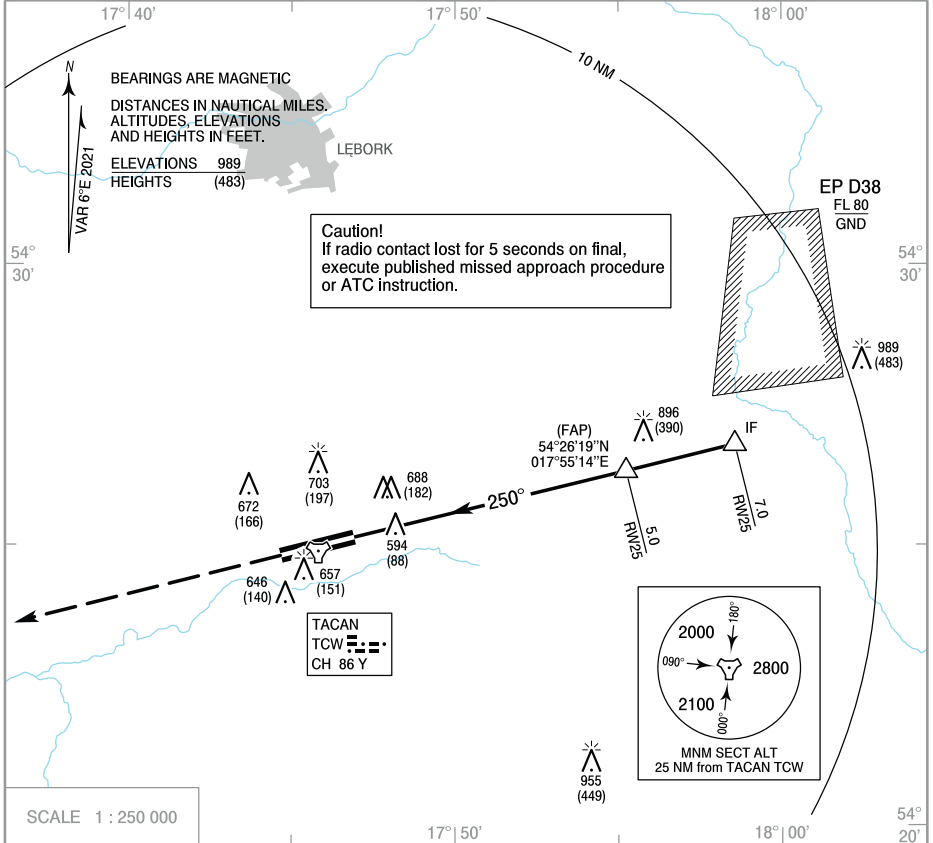 17°40'
17°50'
18°00'
10 NM
N
VAR 6°E 2021
BEARINGS ARE MAGNETIC
DISTANCES IN NAUTICAL MILES.
ALTITUDES, ELEVATIONS
AND HEIGHTS IN FEET.
ELEVATIONS 989
HEIGHTS (483)
LĘBORK
EP D38
FL 80
GND
Caution!
If radio contact lost for 5 seconds on final,
execute published missed approach procedure
or ATC instruction.
54°
30'
54°
30'
989
(483)
896
(390)
IF
(FAP)
54°26'19"N
017°55'14"E
703
(197)
688
(182)
672
(166)
250°
5.0
RW25
7.0
RW25
594
(88)
657
(151)
646
(140)
TACAN
TCW
CH 86 Y
2000
180°
090°
2800
2100
000°
MNM SECT ALT
25 NM from TACAN TCW
955
(449)
SCALE 1 : 250 000
17°50'
18°00'
54°
20'